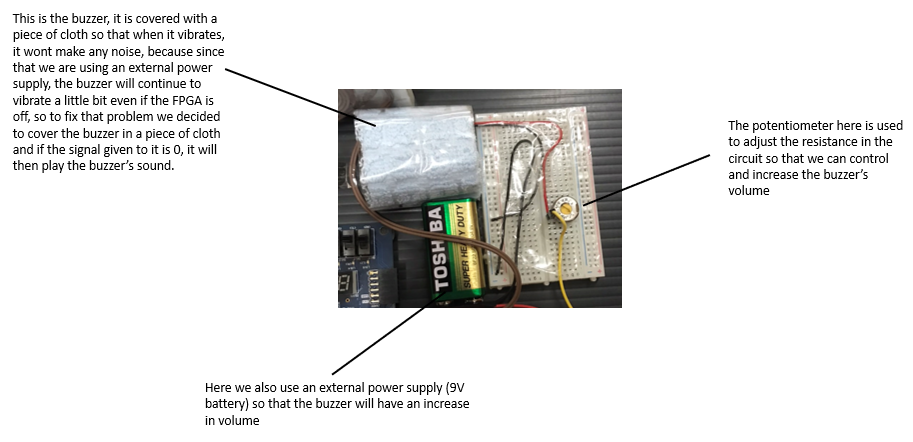 This is the buzzer, it is covered with a
piece of cloth so that when it vibrates,
it wont make any noise, because since
that we are using an external power
supply, the buzzer will continue to
vibrate a little bit even if the FPGA is
off, so to fix that problem we decided
to cover the buzzer in a piece of cloth
and if the signal given to it is 0, it will
then play the buzzer's sound.
The potentiometer here is used
to adjust the resistance in the
circuit so that we can control
and increase the buzzer's
volume
TOSHIBA
SUPER HEAVY DUTY
Here we also use an external power supply (9V
battery) so that the buzzer will have an increase
in volume